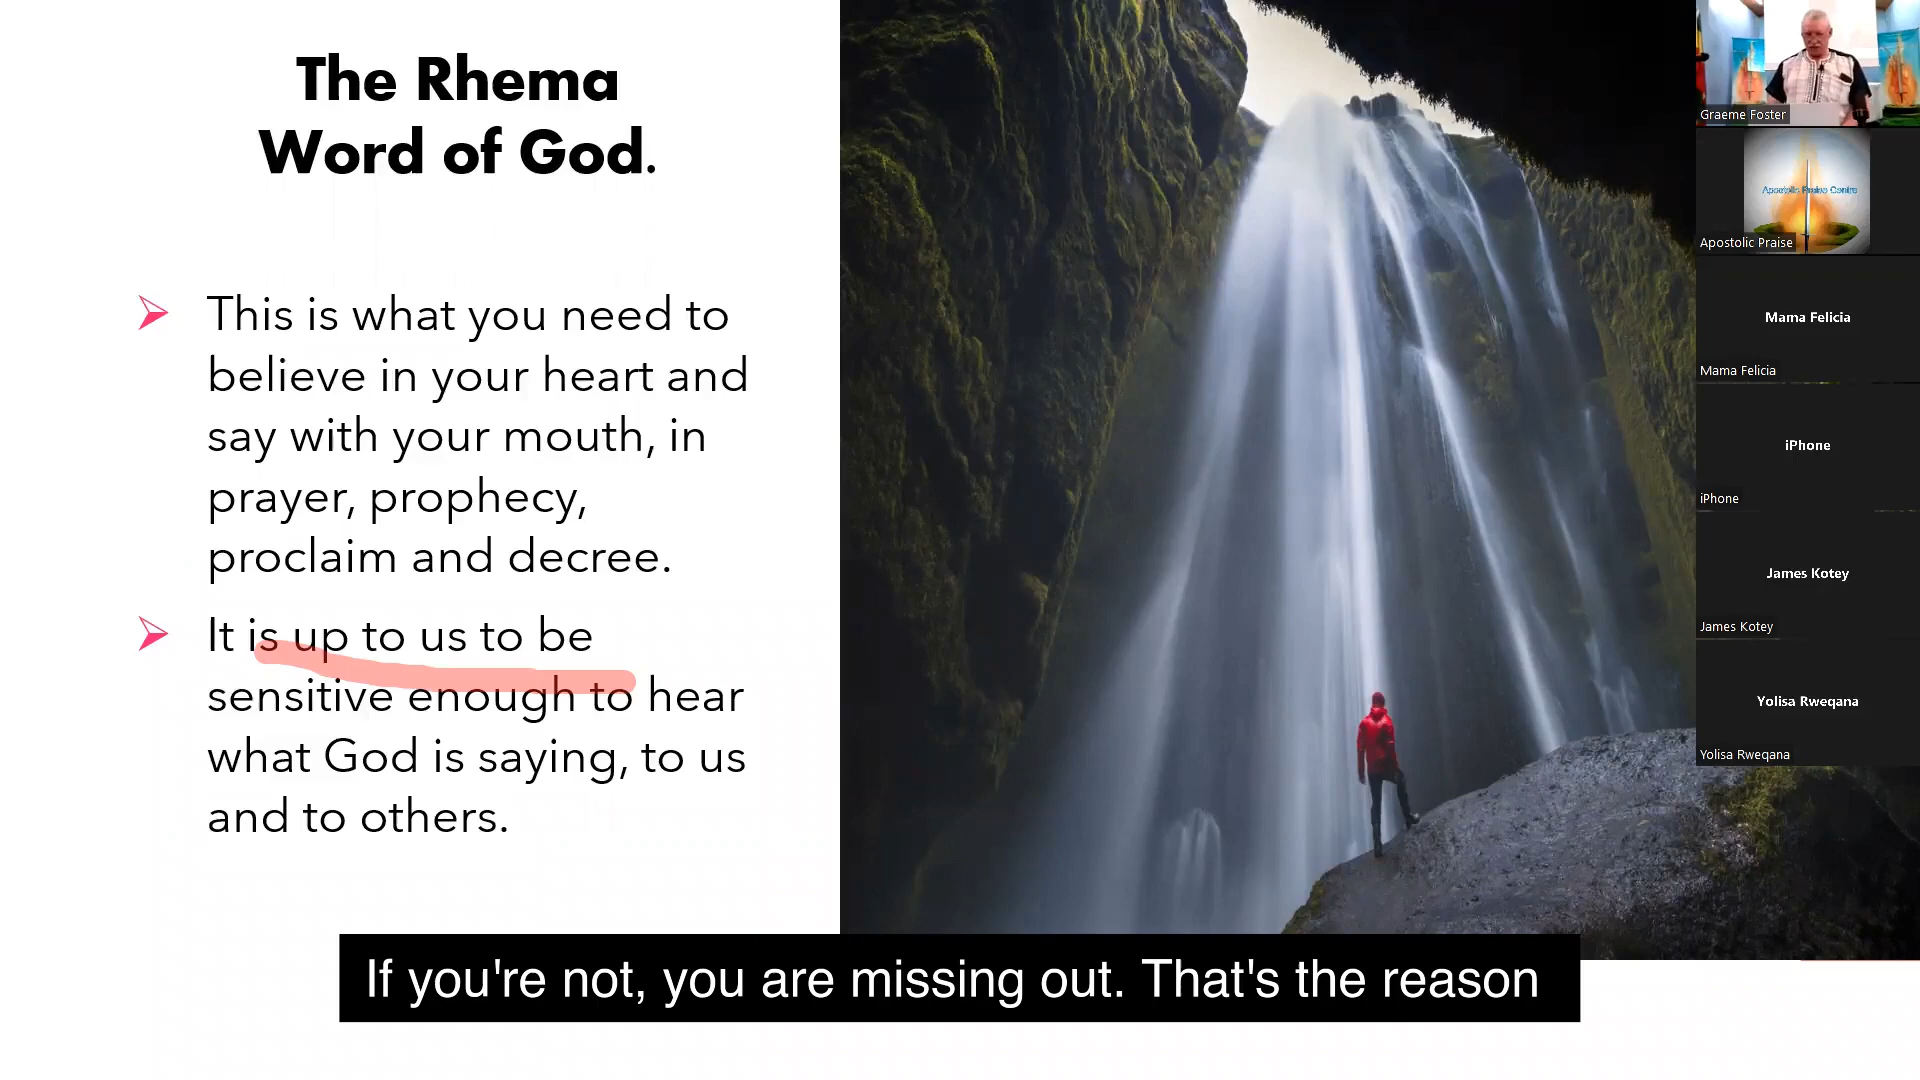 The Rhema
Word of God.
This is what you need to
believe in your heart and
say with your mouth, in
prayer, prophecy,
proclaim and decree.
It is up to us to be
sensitive enough to hear
what God is saying, to us
and to others.
If you're not, you are missing out. That's the reason
Graeme Foster
Apostolic Praise Centre
Apostolic Praise
Mama Felicia
Mama Felicia
iPhone
iPhone
James Kotey
James Kotey
Yolisa Rweqana
Yolisa Rweqana